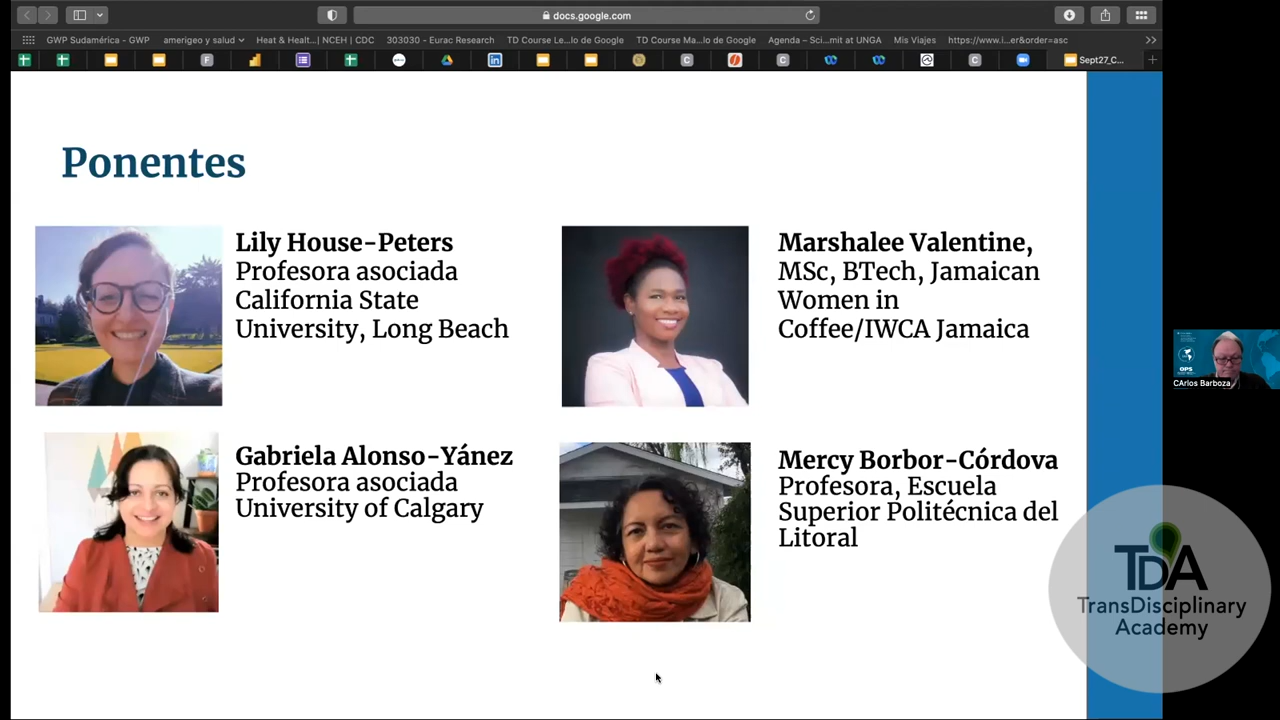 docs.google.com
GWP Sudamérica - GWP
amerigeo y salud
Heat & Healt...| NCEH | CDC
303030 - Eurac Research
TD Course Le...lo de Google
TD Course Ma...lo de Google
Agenda – Sci...mit at UNGA
Mis Viajes
https://www.i...er&order=asc
F
C
C
C
Sept27_C...
Ponentes
Lily House-Peters
Profesora asociada
California State
University, Long Beach
Marshalee Valentine,
MSc, BTech, Jamaican
Women in
Coffee/IWCA Jamaica
Gabriela Alonso-Yánez
Profesora asociada
University of Calgary
Mercy Borbor-Córdova
Profesora, Escuela
Superior Politécnica del
Litoral
OPS
CArlos Barboza
TDA
TransDisciplinary
Academy